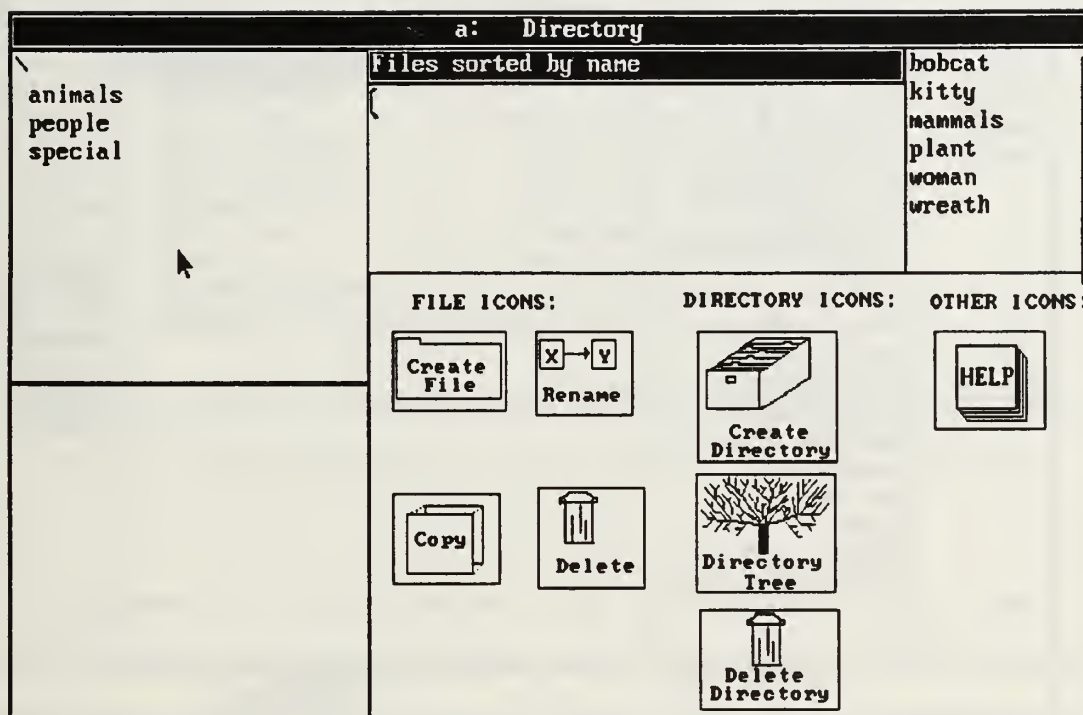 a: Directory
\
animals
people
special
Files sorted by name
bobcat
kitty
mammals
plant
woman
wreath
FILE ICONS:
DIRECTORY ICONS:
OTHER ICONS:
Create
File
X→Y
Rename
Create
Directory
HELP
Copy
Delete
Directory
Tree
Delete
Directory